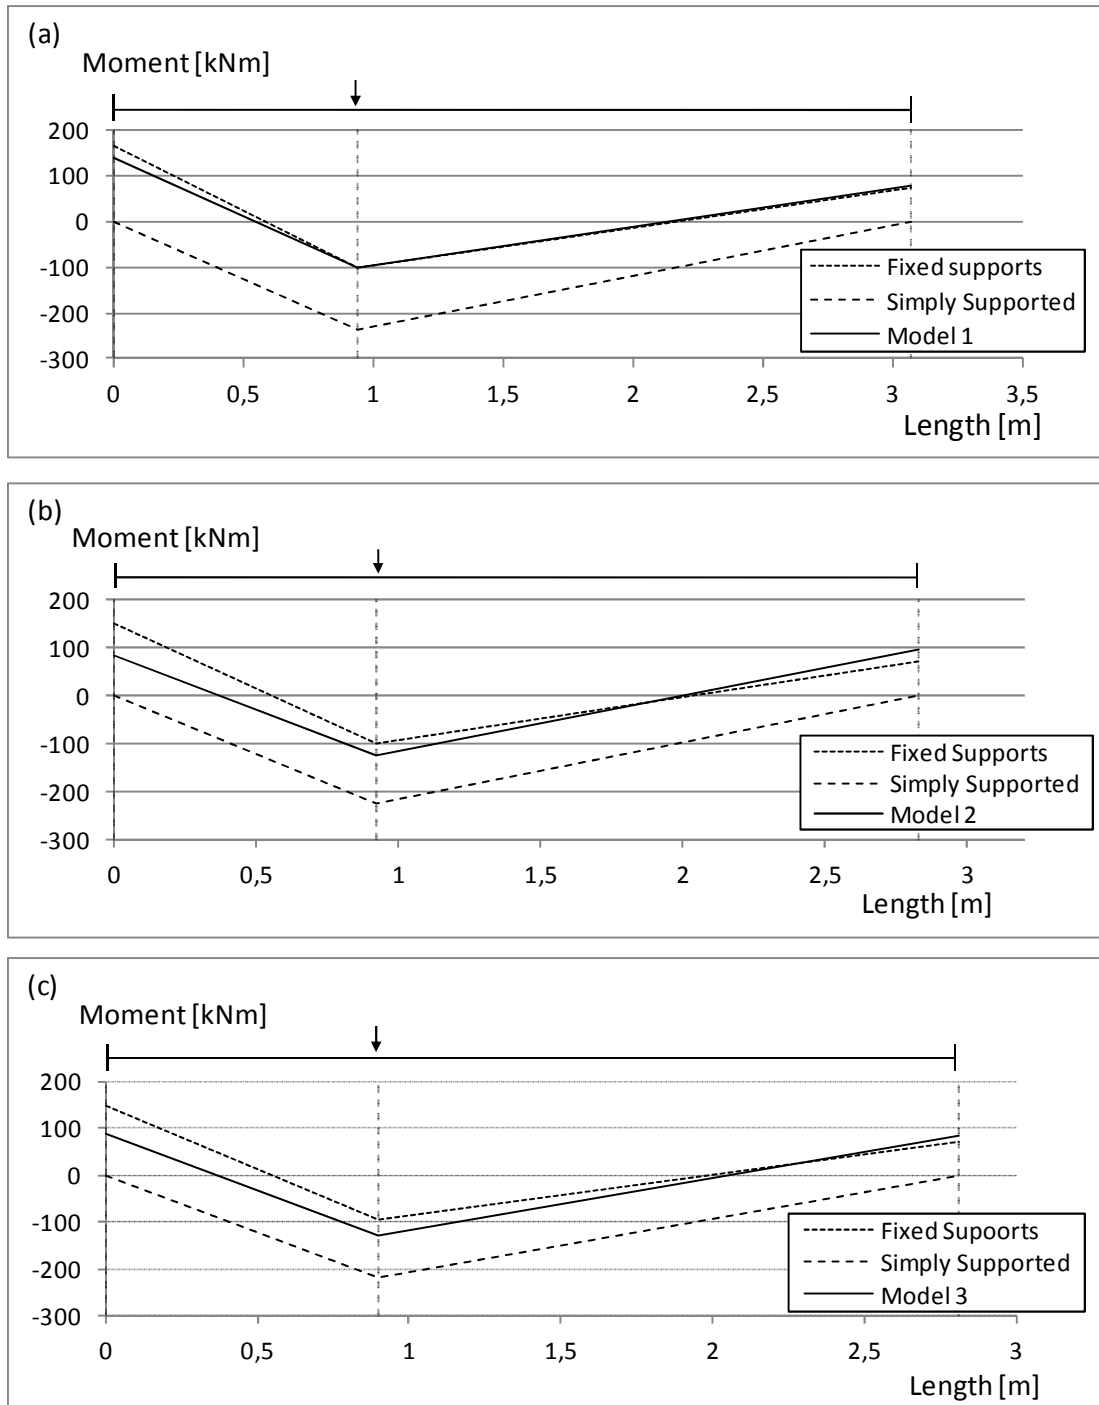 (a)
Moment [kNm]
200
100
0
-100
-200
-300
Fixed supports
Simply Supported
Model 1
0 0,5 1 1,5 2 2,5 3 3,5
Length [m]
(b)
Moment [kNm]
200
100
0
-100
-200
-300
Fixed Supports
Simply Supported
Model 2
0 0,5 1 1,5 2 2,5 3
Length [m]
(c)
Moment [kNm]
200
100
0
-100
-200
-300
Fixed Supoorts
Simply Supported
Model 3
0 0,5 1 1,5 2 2,5 3
Length [m]